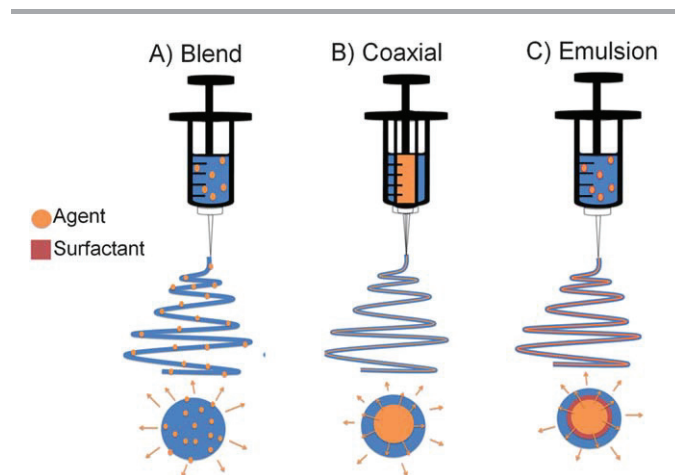 A) Blend
B) Coaxial
C) Emulsion
Agent
Surfactant